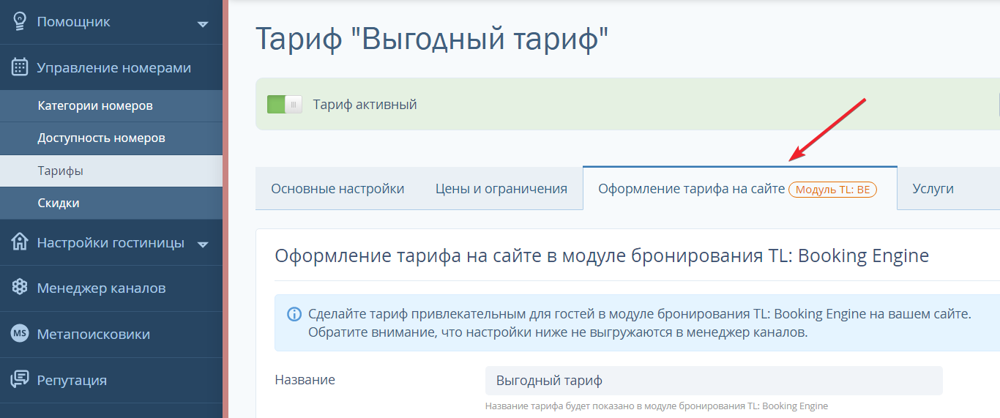 Помощник
Управление номерами
Категории номеров
Доступность номеров
Тарифы
Скидки
Настройки гостиницы
Менеджер каналов
MS Метапоисковики
Репутация
Тариф "Выгодный тариф"
Тариф активный
Основные настройки Цены и ограничения Оформление тарифа на сайте Модуль TL: BE Услуги
Оформление тарифа на сайте в модуле бронирования TL: Booking Engine
Сделайте тариф привлекательным для гостей в модуле бронирования TL: Booking Engine на вашем сайте.
Обратите внимание, что настройки ниже не выгружаются в менеджер каналов.
Название Выгодный тариф
Название тарифа будет показано в модуле бронирования TL: Booking Engine